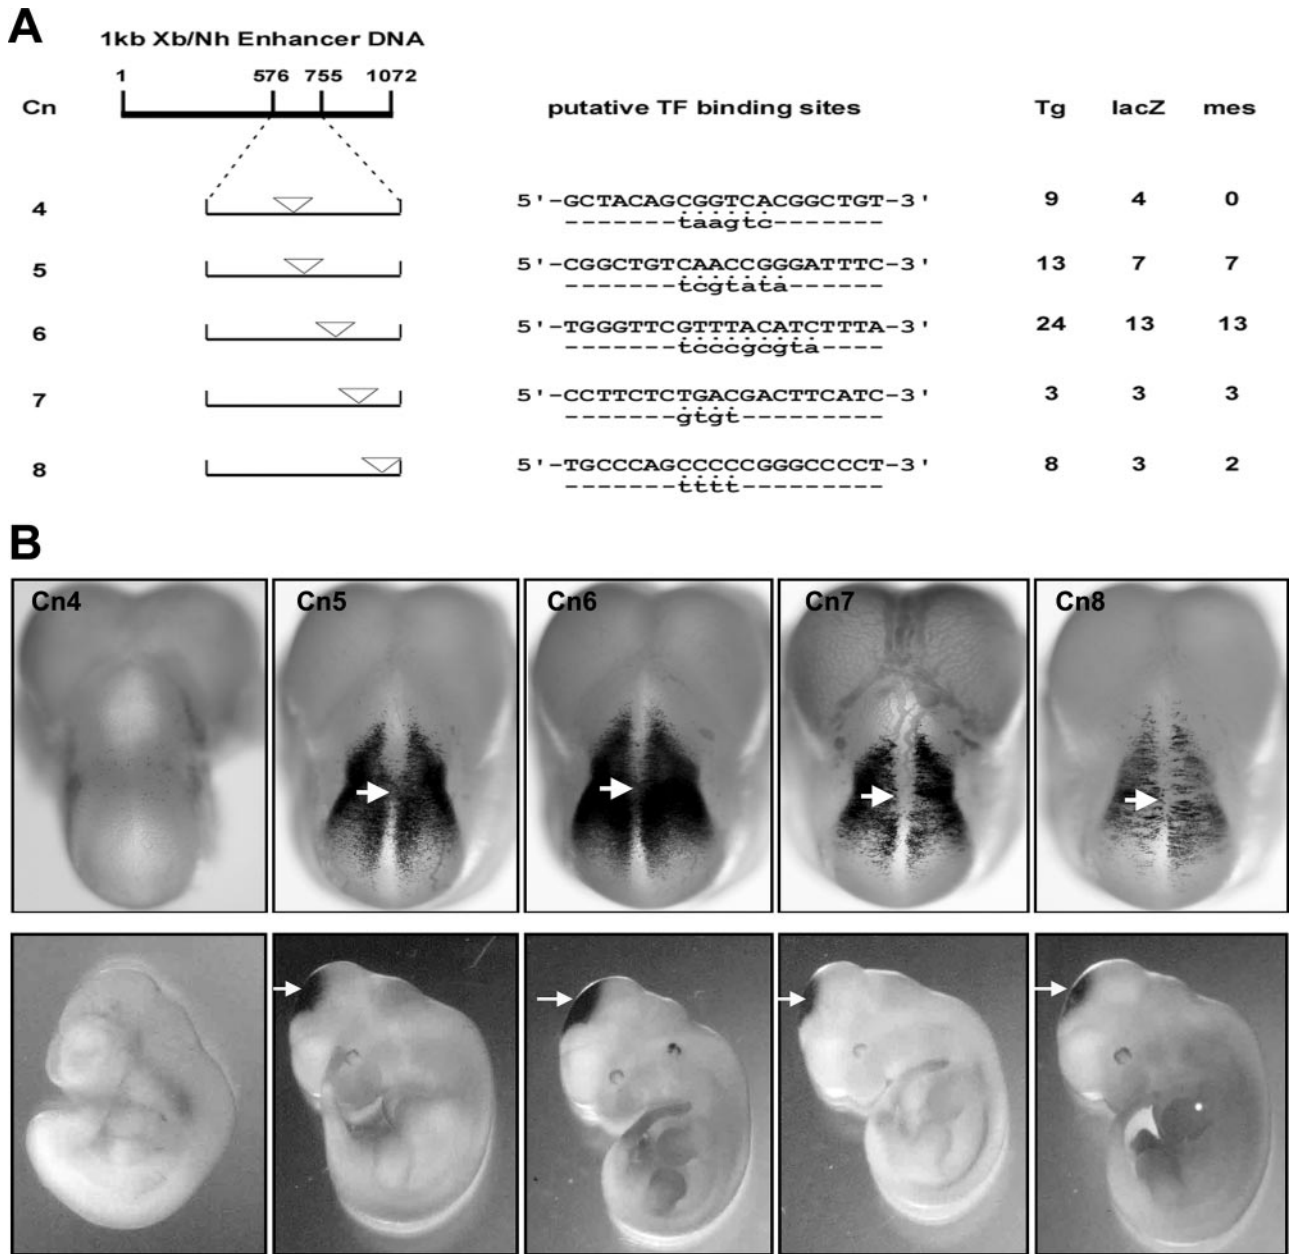 A
1kb Xb/Nh Enhancer DNA
1 576 755 1072
Cn putative TF binding sites Tg lacZ mes
4 5'-GCTACAGCGGTCACGGCTGT-3' 9 4 0
-------taagtc-------
5 5'-CGGCTGTCAACCGGGATTTC-3' 13 7 7
-------tcgtata------
6 5'-TGGGTTCGTTTACATCTTTA-3' 24 13 13
-------tcccgcgta----
7 5'-CCTTCTCTGACGACTTCATC-3' 3 3 3
-------gtgt---------
8 5'-TGCCCAGCCCCCGGGCCCCT-3' 8 3 2
-------tttt---------
B
Cn4 Cn5 Cn6 Cn7 Cn8